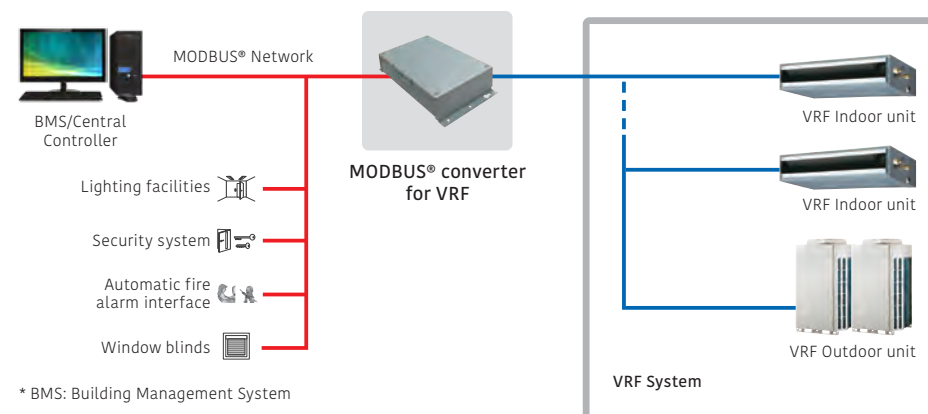 MODBUS® Network
BMS/Central
Controller
MODBUS® converter
for VRF
Lighting facilities
Security system
Automatic fire
alarm interface
Window blinds
* BMS: Building Management System
VRF Indoor unit
VRF Indoor unit
VRF Outdoor unit
VRF System